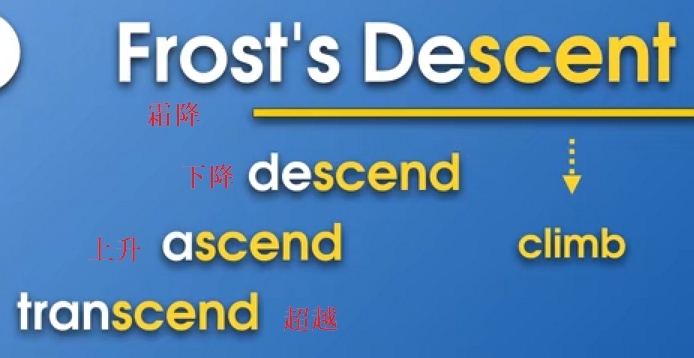 Frost's Descent
霜降
下降 descend
上升 ascend
climb
transcend 超越